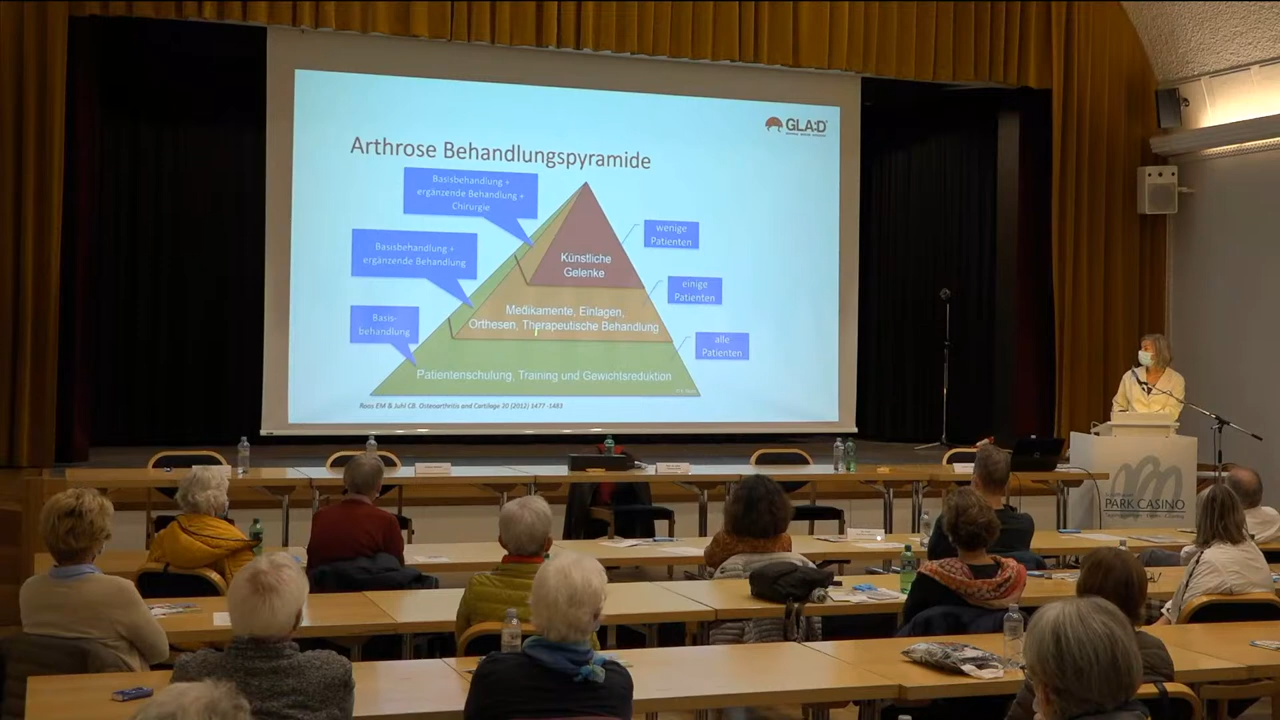 GLA:D®
Arthrose Behandlungspyramide
Basisbehandlung +
ergänzende Behandlung +
Chirurgie
wenige
Patienten
Künstliche
Gelenke
Basisbehandlung +
ergänzende Behandlung
einige
Patienten
Medikamente, Einlagen,
Orthesen, Therapeutische Behandlung
Basis-
behandlung
alle
Patienten
Patientenschulung, Training und Gewichtsreduktion
Roos EM & Juhl CB. Osteoarthritis and Cartilage 20 (2012) 1477-1483
PARK CASINO